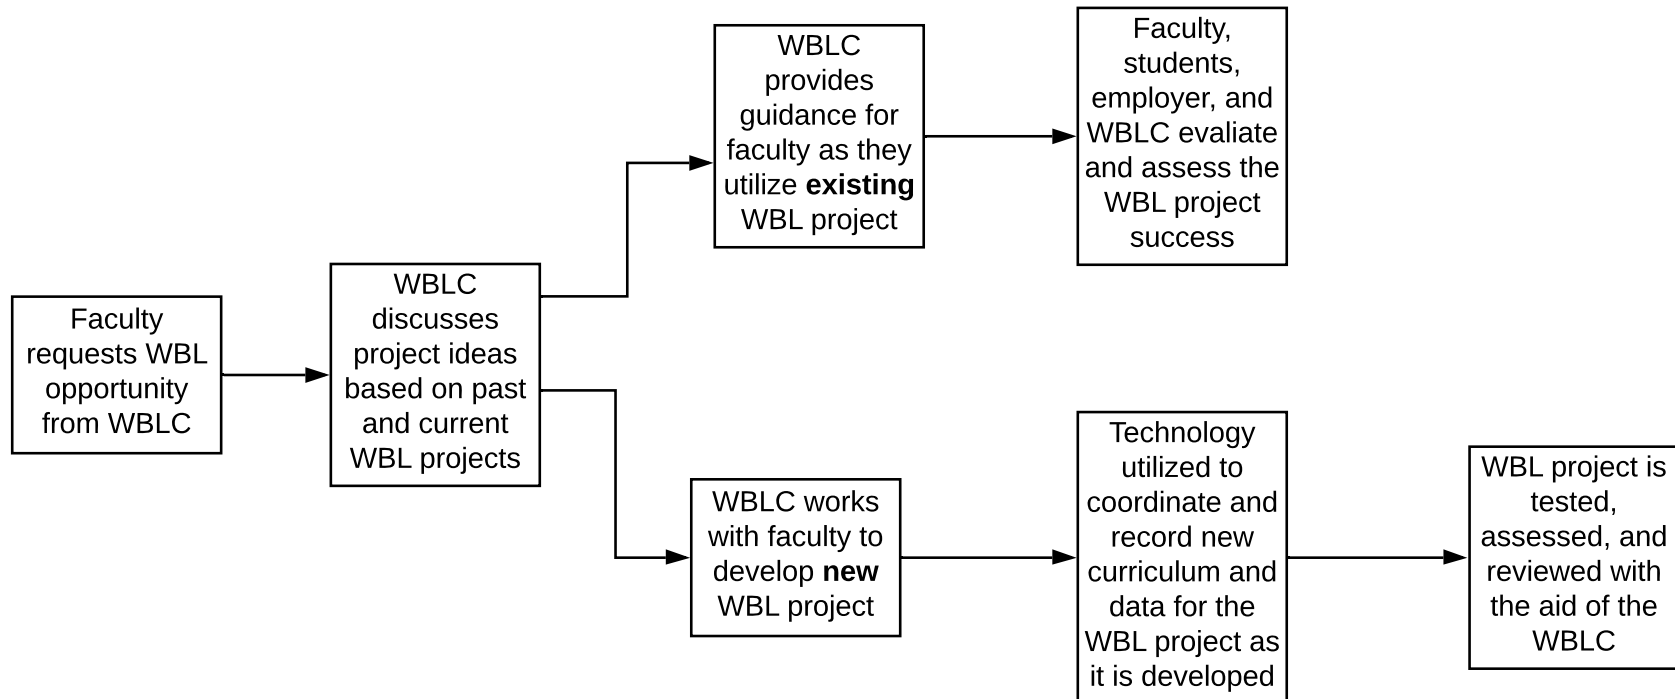 Faculty
requests WBL
opportunity
from WBLC
WBLC
discusses
project ideas
based on past
and current
WBL projects
WBLC
provides
guidance for
faculty as they
utilize existing
WBL project
Faculty,
students,
employer, and
WBLC evaliate
and assess the
WBL project
success
WBLC works
with faculty to
develop new
WBL project
Technology
utilized to
coordinate and
record new
curriculum and
data for the
WBL project as
it is developed
WBL project is
tested,
assessed, and
reviewed with
the aid of the
WBLC